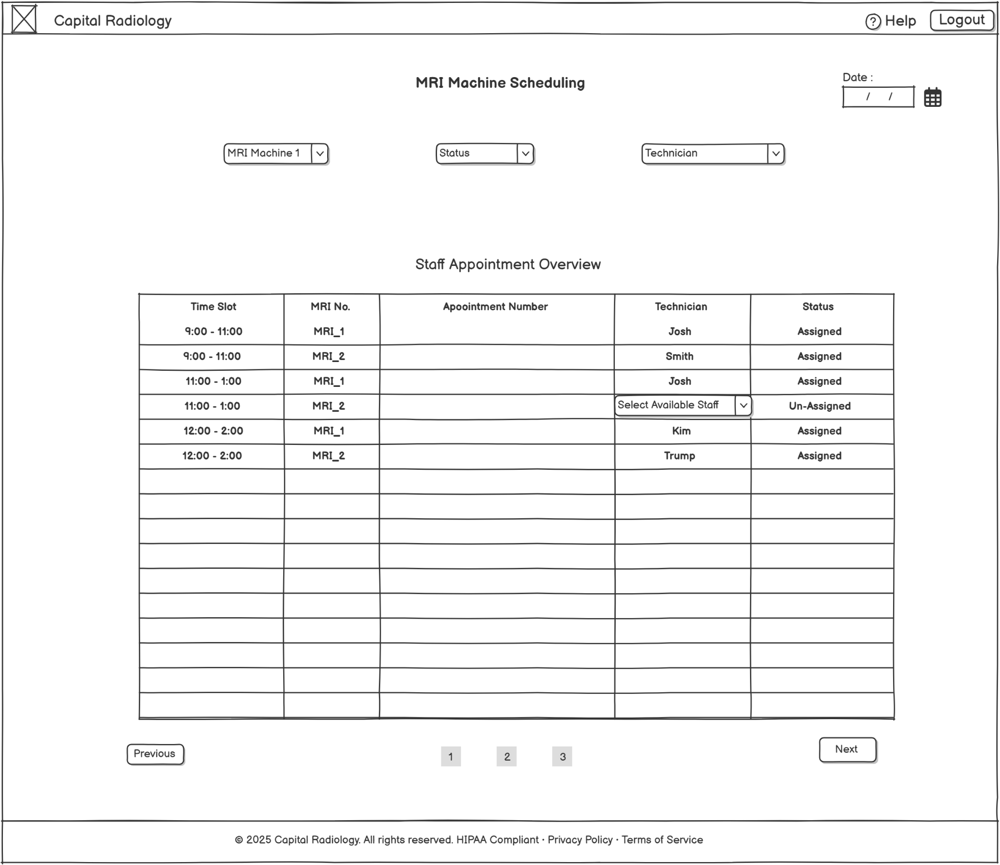 Capital Radiology
? Help
Logout
MRI Machine Scheduling
Date :
/ /
MRI Machine 1
Status
Technician
Staff Appointment Overview
Time Slot MRI No. Apoointment Number Technician Status
9:00 - 11:00 MRI_1 Josh Assigned
9:00 - 11:00 MRI_2 Smith Assigned
11:00 - 1:00 MRI_1 Josh Assigned
11:00 - 1:00 MRI_2 Select Available Staff Un-Assigned
12:00 - 2:00 MRI_1 Kim Assigned
12:00 - 2:00 MRI_2 Trump Assigned
Previous
1 2 3
Next
© 2025 Capital Radiology. All rights reserved. HIPAA Compliant · Privacy Policy · Terms of Service